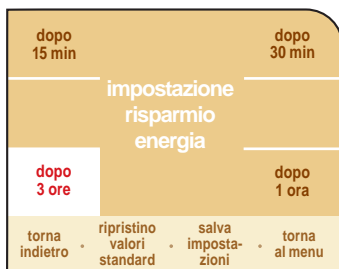 dopo
15 min
dopo
30 min
impostazione
risparmio
energia
dopo
3 ore
dopo
1 ora
torna
indietro
ripristino
valori
standard
salva
imposta-
zioni
torna
al menu